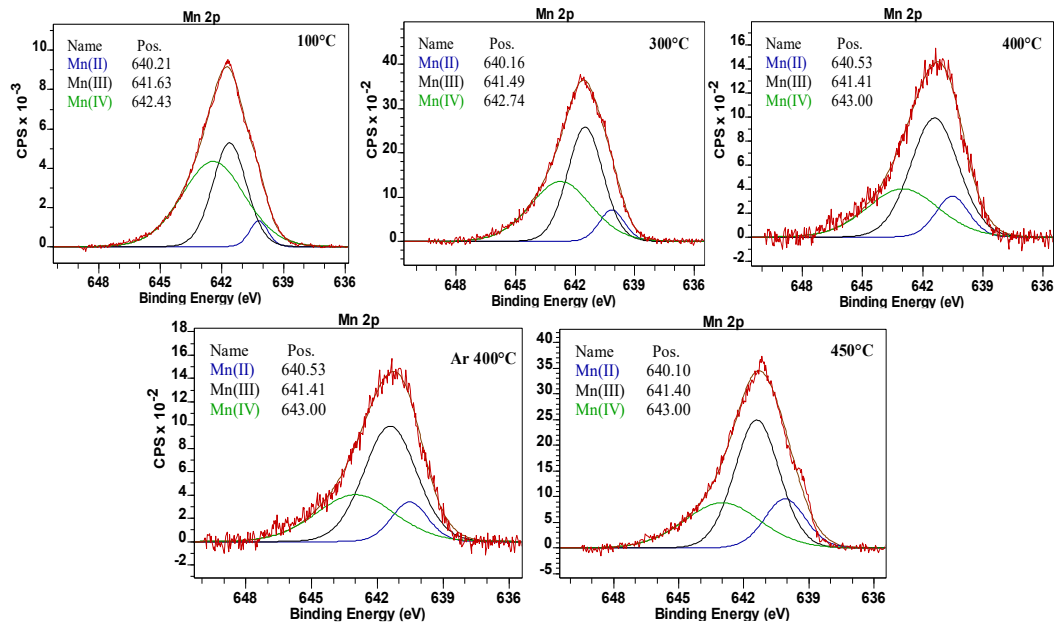 Mn 2p
Name Pos.
Mn(II) 640.21
Mn(III) 641.63
Mn(IV) 642.43
100°C
CPS x 10⁻³
10
8
6
4
2
0
648 645 642 639 636
Binding Energy (eV)
Mn 2p
Name Pos.
Mn(II) 640.16
Mn(III) 641.49
Mn(IV) 642.74
300°C
CPS x 10⁻²
40
30
20
10
0
648 645 642 639 636
Binding Energy (eV)
Mn 2p
Name Pos.
Mn(II) 640.53
Mn(III) 641.41
Mn(IV) 643.00
400°C
CPS x 10⁻²
16
14
12
10
8
6
4
2
0
-2
648 645 642 639 636
Binding Energy (eV)
Mn 2p
Name Pos.
Mn(II) 640.53
Mn(III) 641.41
Mn(IV) 643.00
Ar 400°C
CPS x 10⁻²
18
16
14
12
10
8
6
4
2
0
-2
648 645 642 639 636
Binding Energy (eV)
Mn 2p
Name Pos.
Mn(II) 640.10
Mn(III) 641.40
Mn(IV) 643.00
450°C
CPS x 10⁻²
40
35
30
25
20
15
10
5
0
-5
648 645 642 639 636
Binding Energy (eV)